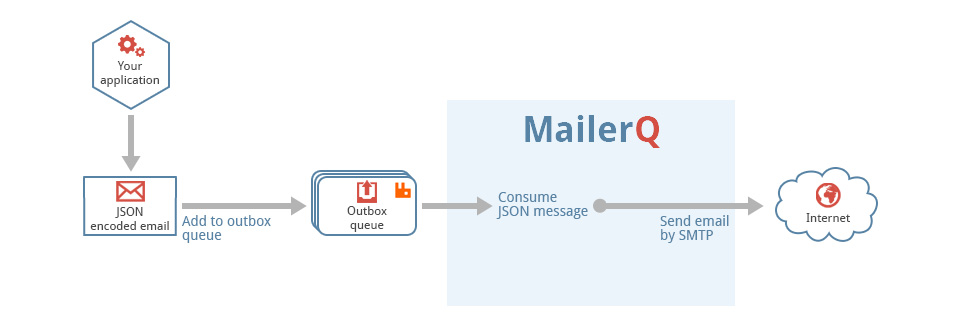 Your
application
MailerQ
JSON
encoded email
Add to outbox
queue
Outbox
queue
Consume
JSON message
Send email
by SMTP
Internet